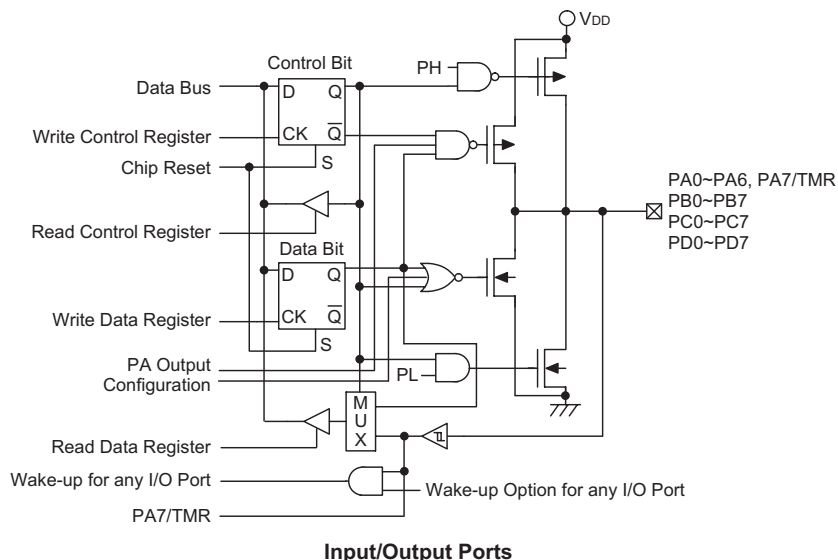 VDD
Control Bit
PH
Data Bus
D Q
Write Control Register
CK Q
Chip Reset
S
PA0~PA6, PA7/TMR
PB0~PB7
PC0~PC7
PD0~PD7
Read Control Register
Data Bit
D Q
Write Data Register
CK Q
S
PA Output
Configuration
PL
M
U
X
Read Data Register
Wake-up for any I/O Port
Wake-up Option for any I/O Port
PA7/TMR
Input/Output Ports